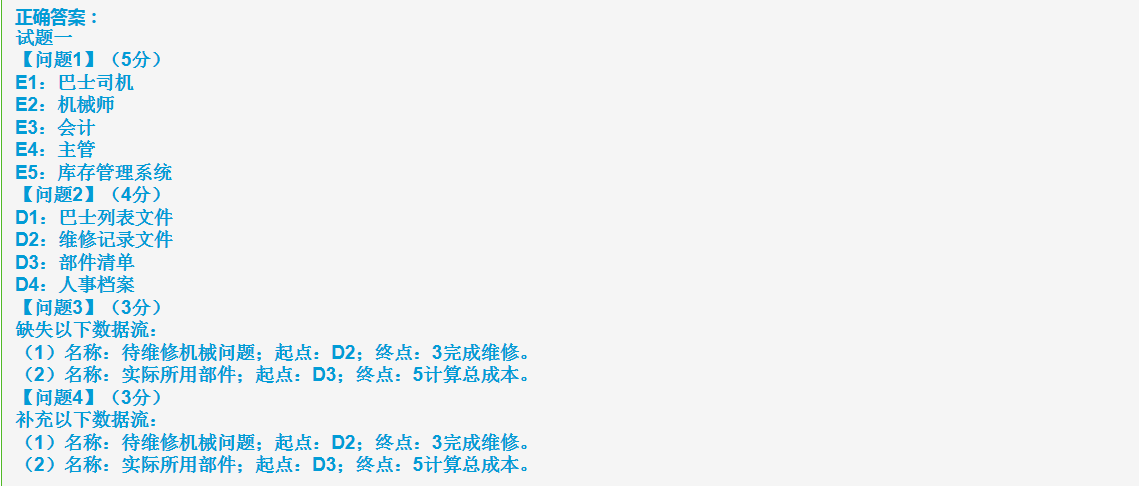 正确答案：
试题一
【问题1】（5分）
E1：巴士司机
E2：机械师
E3：会计
E4：主管
E5：库存管理系统
【问题2】（4分）
D1：巴士列表文件
D2：维修记录文件
D3：部件清单
D4：人事档案
【问题3】（3分）
缺失以下数据流：
（1）名称：待维修机械问题；起点：D2；终点：3完成维修。
（2）名称：实际所用部件；起点：D3；终点：5计算总成本。
【问题4】（3分）
补充以下数据流：
（1）名称：待维修机械问题；起点：D2；终点：3完成维修。
（2）名称：实际所用部件；起点：D3；终点：5计算总成本。